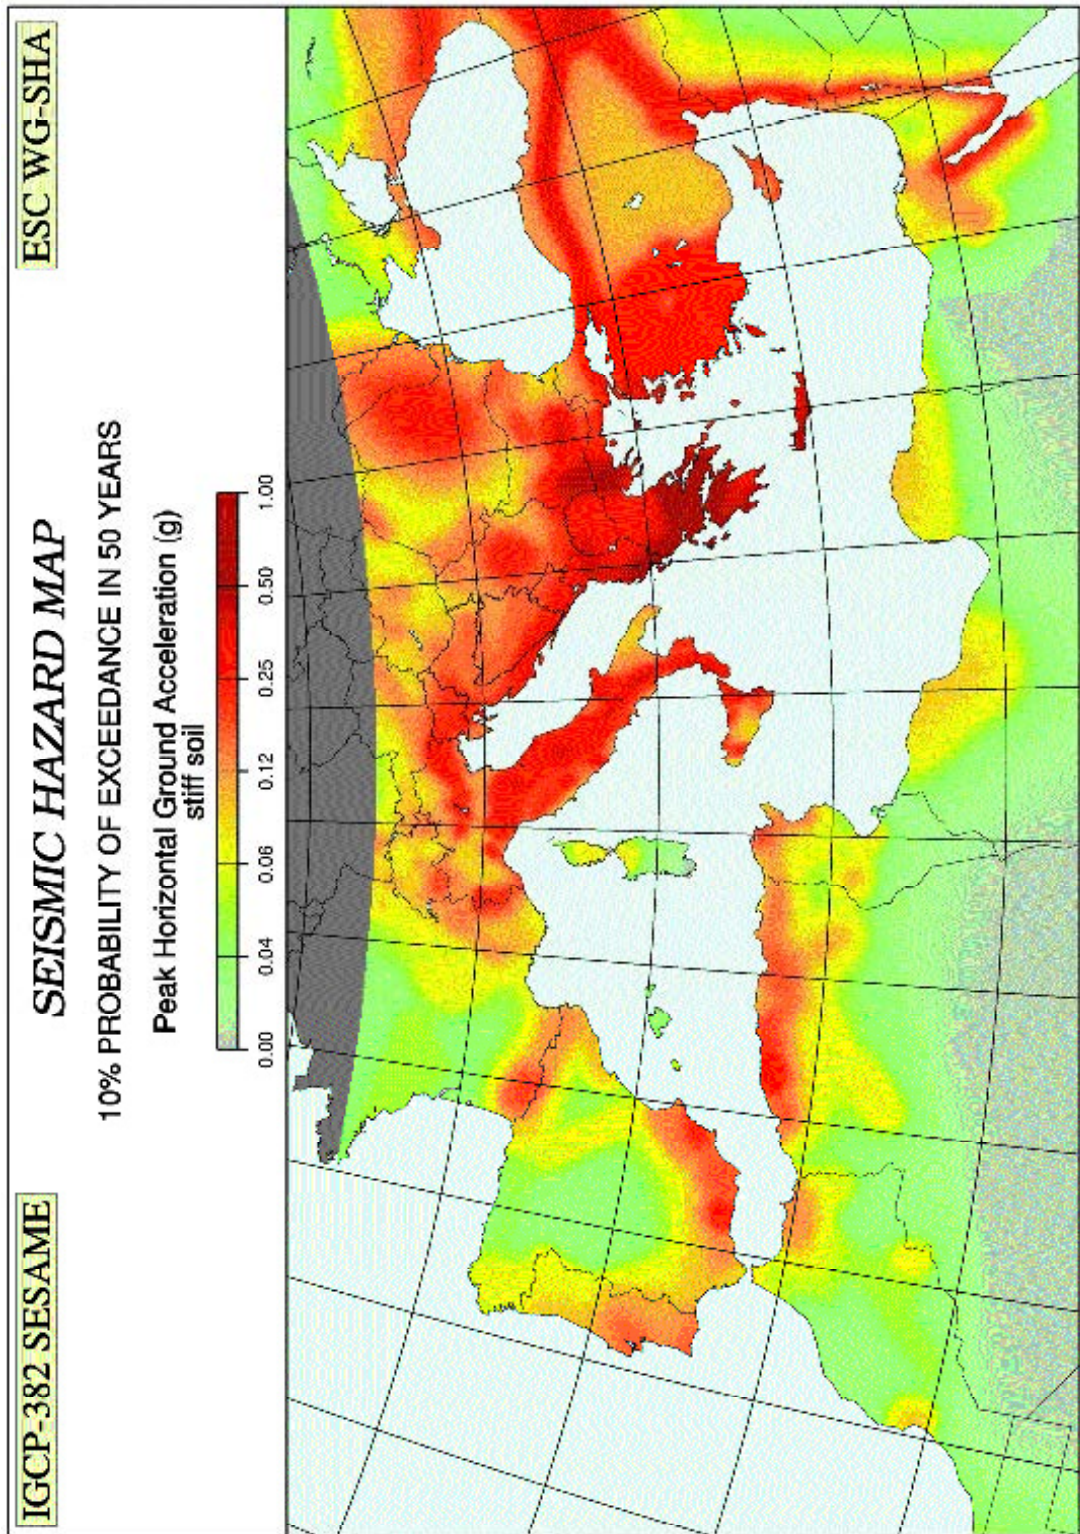 IGCP-382 SESAME
SEISMIC HAZARD MAP
ESC WG-SHA
10% PROBABILITY OF EXCEEDANCE IN 50 YEARS
Peak Horizontal Ground Acceleration (g)
stiff soil
0.00 0.04 0.06 0.12 0.25 0.50 1.00